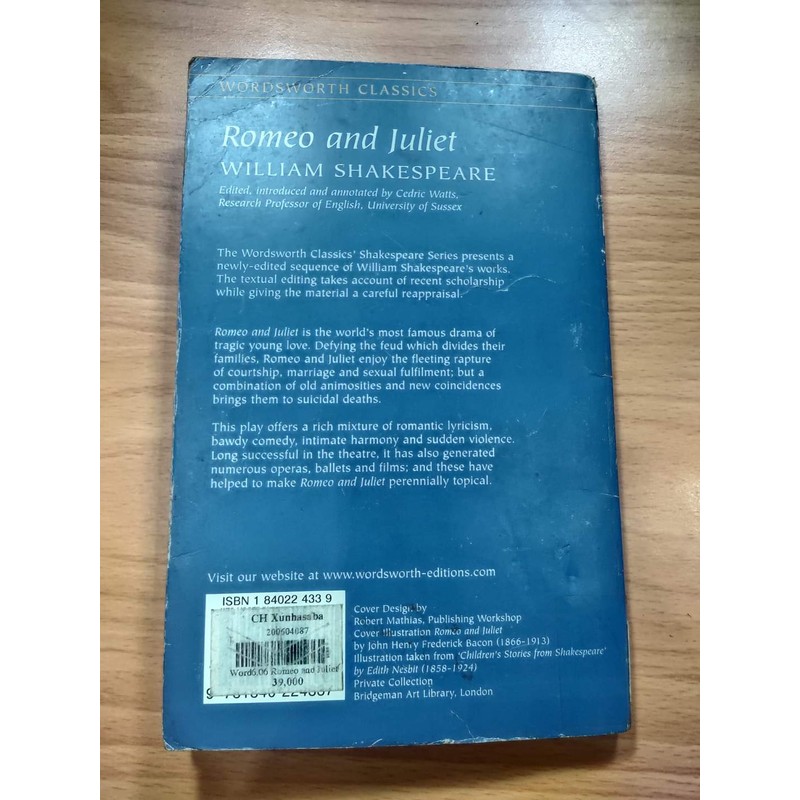 WORDSWORTH CLASSICS
Romeo and Juliet
WILLIAM SHAKESPEARE
Edited, introduced and annotated by Cedric Watts,
Research Professor of English, University of Sussex
The Wordsworth Classics' Shakespeare Series presents a
newly-edited sequence of William Shakespeare's works.
The textual editing takes account of recent scholarship
while giving the material a careful reappraisal.
Romeo and Juliet is the world's most famous drama of
tragic young love. Defying the feud which divides their
families, Romeo and Juliet enjoy the fleeting rapture
of courtship, marriage and sexual fulfilment; but a
combination of old animosities and new coincidences
brings them to suicidal deaths.
This play offers a rich mixture of romantic lyricism,
bawdy comedy, intimate harmony and sudden violence.
Long successful in the theatre, it has also generated
numerous operas, ballets and films; and these have
helped to make Romeo and Juliet perennially topical.
Visit our website at www.wordsworth-editions.com
ISBN 1 84022 433 9
CH Xunhasaba
200604087
Word6.06 Romeo and Juliet
39,000
Cover Design by
Robert Mathias, Publishing Workshop
Cover Illustration Romeo and Juliet
by John Henry Frederick Bacon (1866-1913)
Illustration taken from 'Children's Stories from Shakespeare'
by Edith Nesbit (1858-1924)
Private Collection
Bridgeman Art Library, London